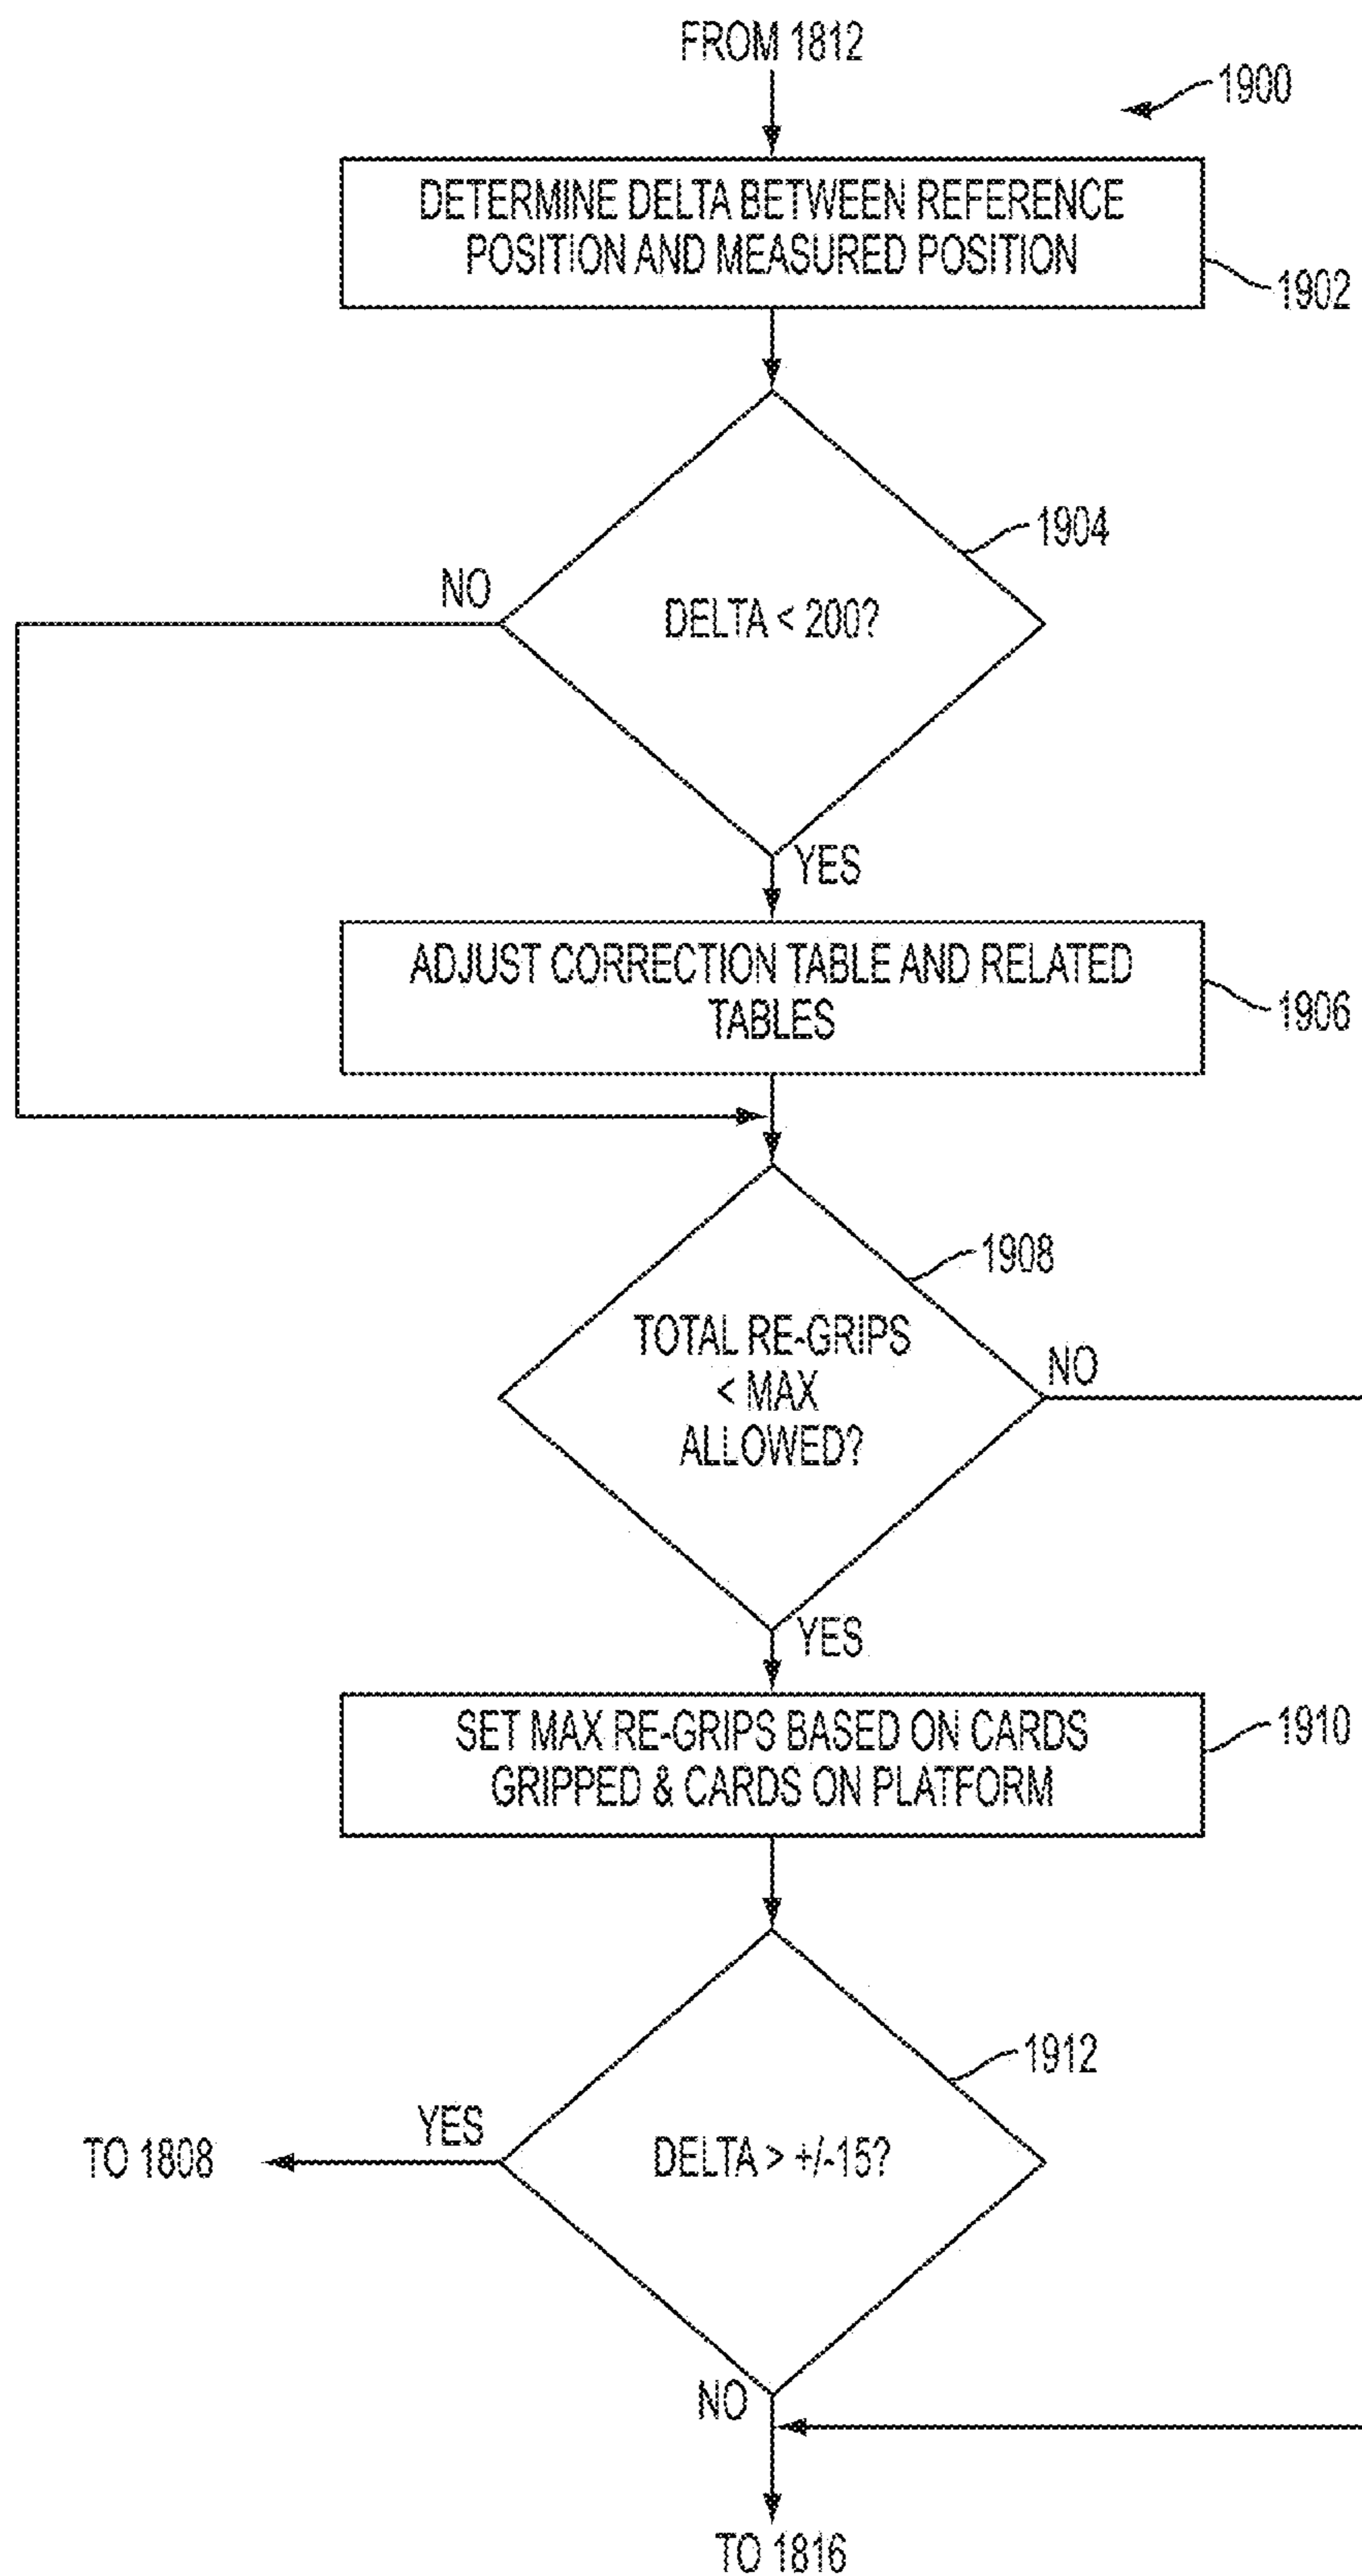 FROM 1812
1900
DETERMINE DELTA BETWEEN REFERENCE
POSITION AND MEASURED POSITION
1902
1904
NO
DELTA < 200?
YES
ADJUST CORRECTION TABLE AND RELATED
TABLES
1906
1908
TOTAL RE-GRIPS
< MAX
ALLOWED?
NO
YES
SET MAX RE-GRIPS BASED ON CARDS
GRIPPED & CARDS ON PLATFORM
1910
1912
YES
TO 1808
DELTA > +/-15?
NO
TO 1816